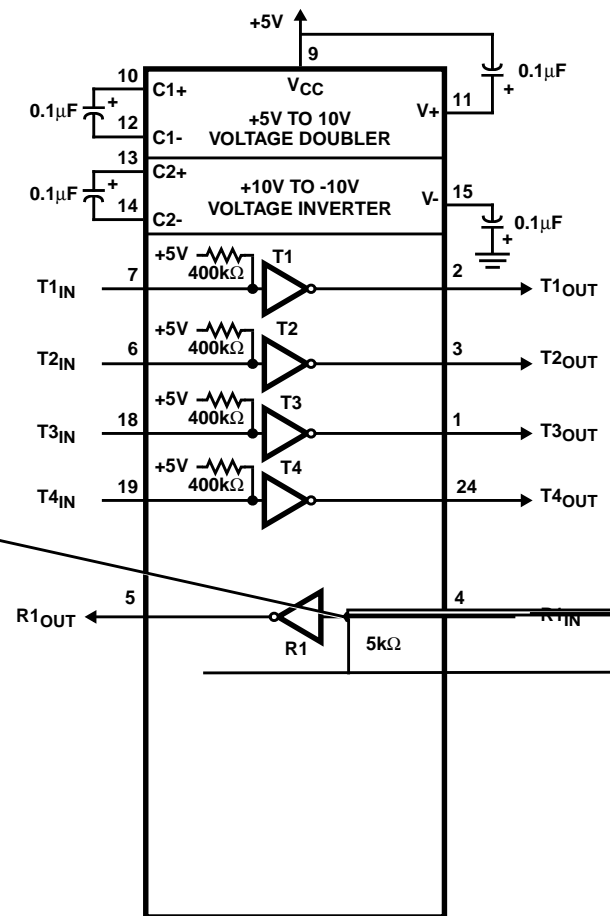 +5V
9
10
VCC
0.1µF
C1+
V+
11
0.1µF
+5V TO 10V
VOLTAGE DOUBLER
12
C1-
13
C2+
0.1µF
+10V TO -10V
VOLTAGE INVERTER
V-
15
14
C2-
0.1µF
+5V
T1
400kΩ
T1IN
7
2
T1OUT
+5V
T2
400kΩ
T2IN
6
3
T2OUT
+5V
T3
400kΩ
T3IN
18
1
T3OUT
+5V
T4
400kΩ
T4IN
19
24
T4OUT
R1OUT
5
4
R1IN
R1
5kΩ